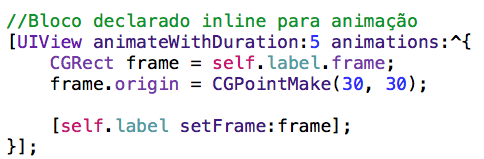 //Bloco declarado inline para animação
[UIView animateWithDuration:5 animations:^{
    CGRect frame = self.label.frame;
    frame.origin = CGPointMake(30, 30);

    [self.label setFrame:frame];
}];